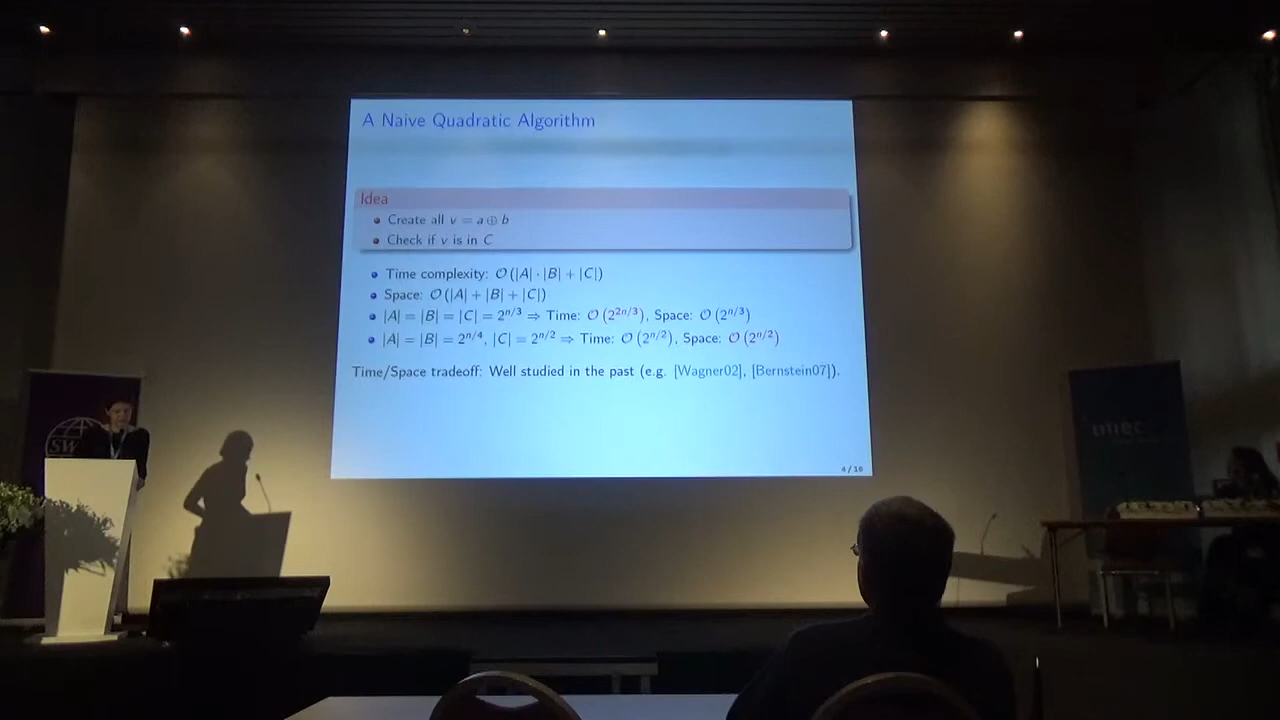 A Naive Quadratic Algorithm
Idea
Create all v = a ⊕ b
Check if v is in C
Time complexity: O(|A| · |B| + |C|)
Space: O(|A| + |B| + |C|)
|A| = |B| = |C| = 2^{n/3} ⇒ Time: O(2^{2n/3}), Space: O(2^{n/3})
|A| = |B| = 2^{n/4}, |C| = 2^{n/2} ⇒ Time: O(2^{n/2}), Space: O(2^{n/2})
Time/Space tradeoff: Well studied in the past (e.g. [Wagner02], [Bernstein07]).
4 / 16
SW
imec